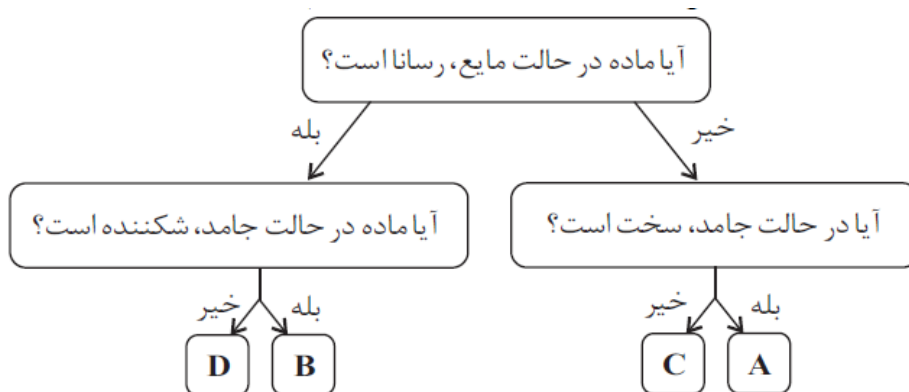 آیا ماده در حالت مایع، رسانا است؟
خیر
بله
آیا در حالت جامد، سخت است؟
آیا ماده در حالت جامد، شکننده است؟
بله
خیر
بله
خیر
A
C
B
D